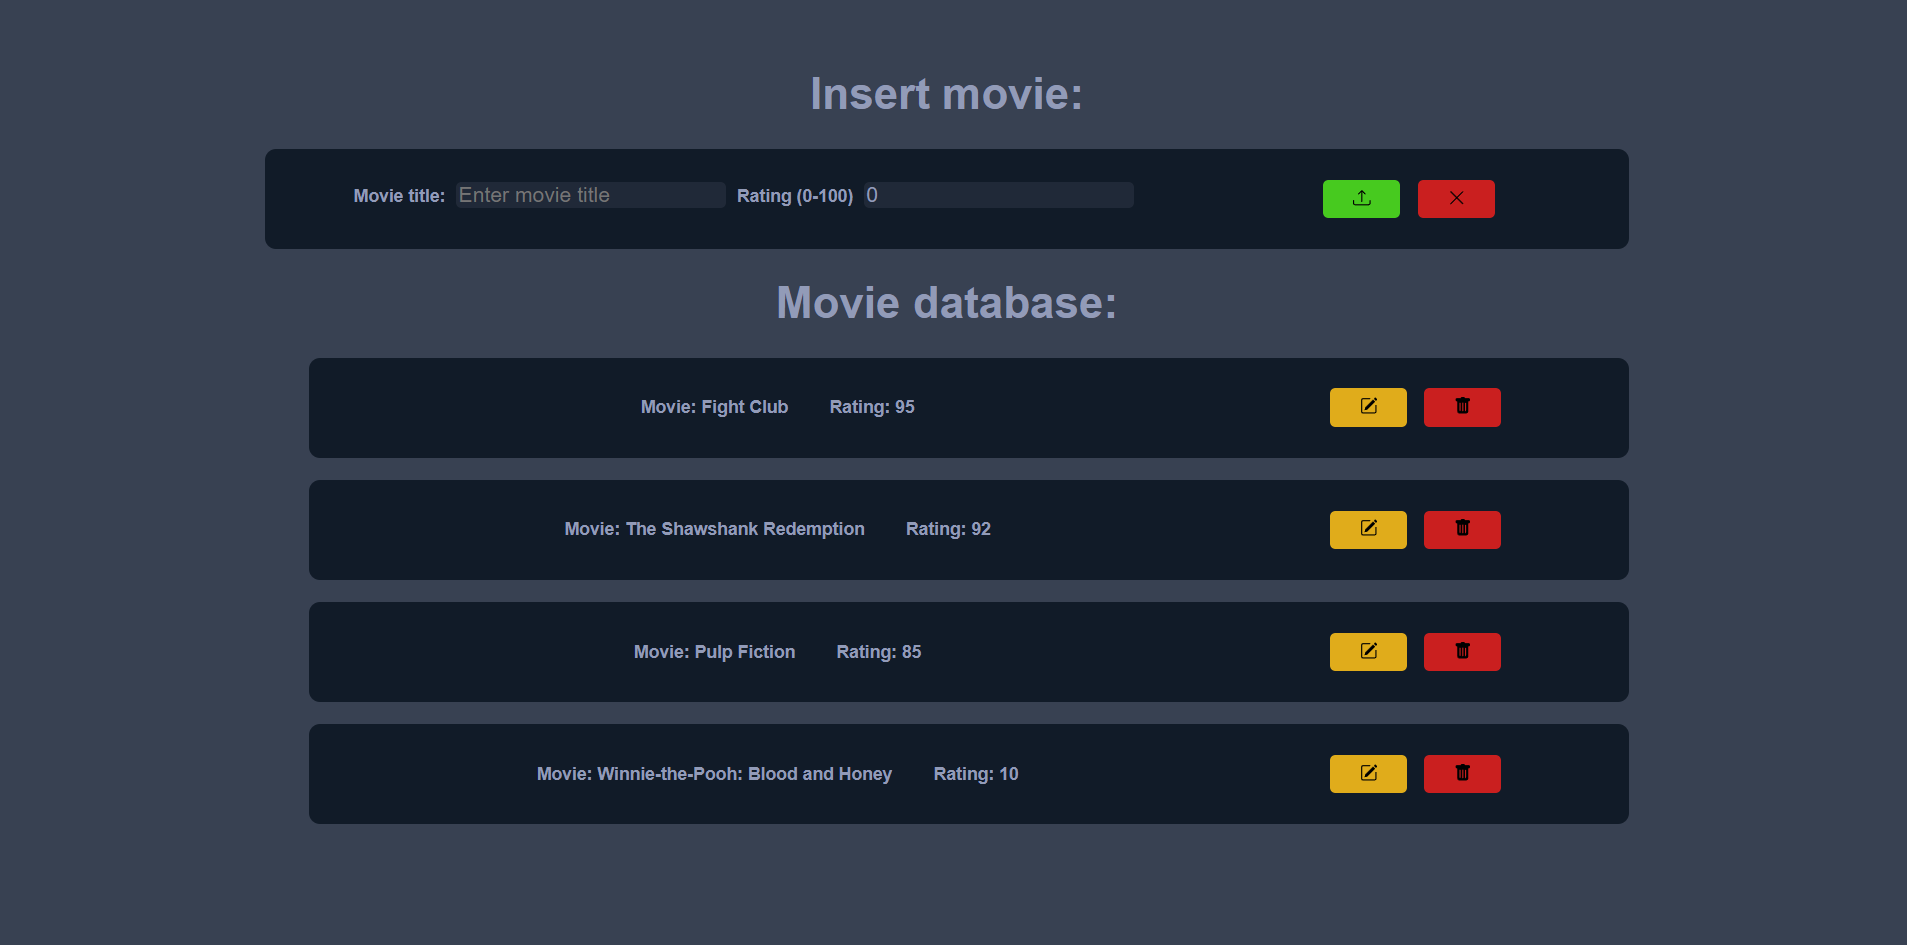 Insert movie:
Movie title: Enter movie title Rating (0-100) 0
Movie database:
Movie: Fight Club Rating: 95
Movie: The Shawshank Redemption Rating: 92
Movie: Pulp Fiction Rating: 85
Movie: Winnie-the-Pooh: Blood and Honey Rating: 10